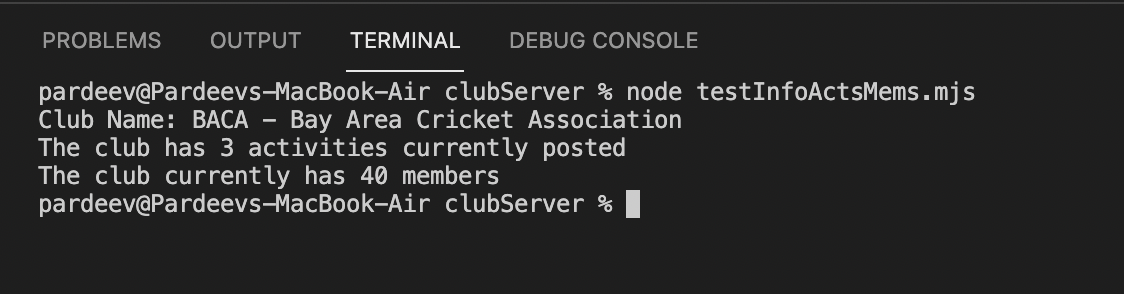 PROBLEMS OUTPUT TERMINAL DEBUG CONSOLE
pardeev@Pardeevs-MacBook-Air clubServer % node testInfoActsMems.mjs
Club Name: BACA - Bay Area Cricket Association
The club has 3 activities currently posted
The club currently has 40 members
pardeev@Pardeevs-MacBook-Air clubServer %